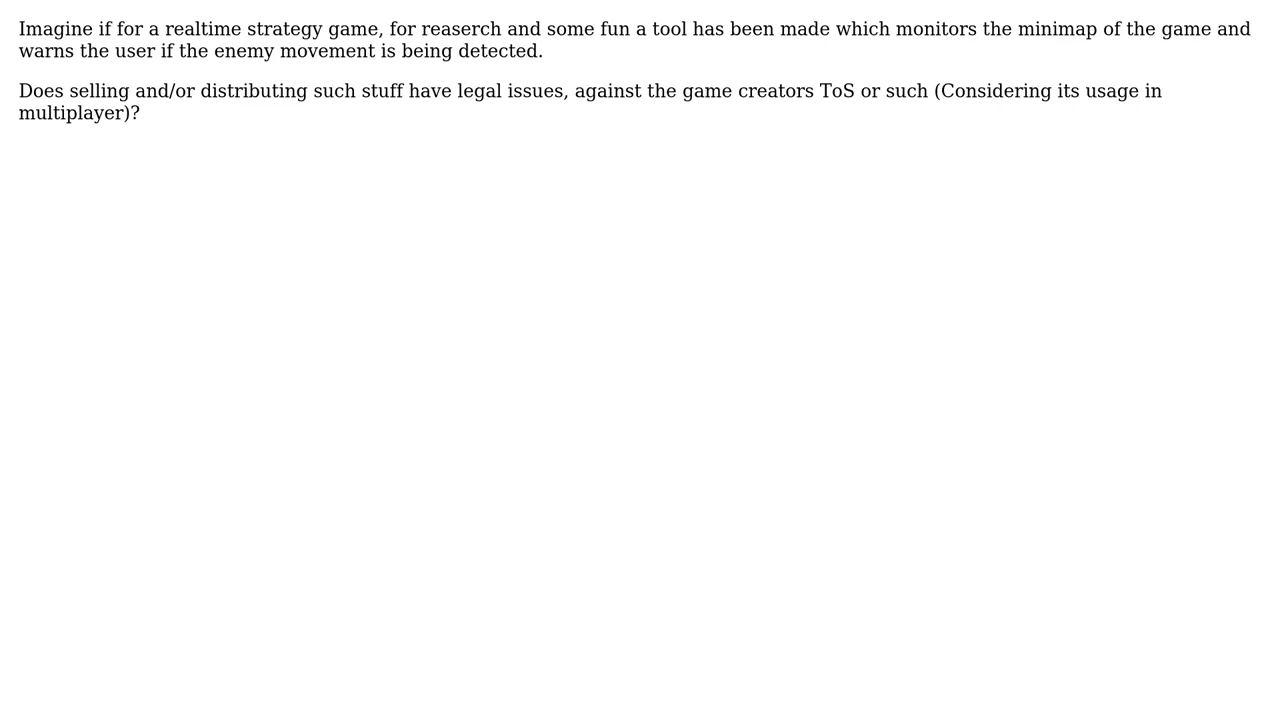 Imagine if for a realtime strategy game, for reaserch and some fun a tool has been made which monitors the minimap of the game and
warns the user if the enemy movement is being detected.
Does selling and/or distributing such stuff have legal issues, against the game creators ToS or such (Considering its usage in
multiplayer)?